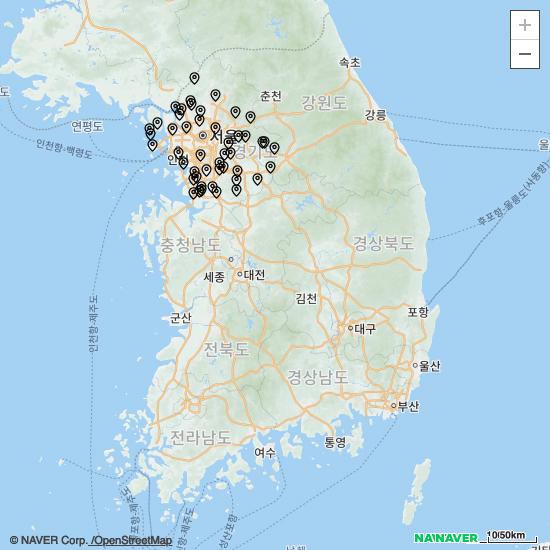 +
−
속초
춘천
강원도
강릉
연평도
서울
인천항-백령도
인천
경기도
울
후포항-울릉도(사동항)
충청남도
경상북도
세종
대전
인천항-제주도
김천
군산
포항
전북도
대구
울산
경상남도
부산
전라남도
통영
여수
© NAVER Corp. /OpenStreetMap
NAVER
10/50km